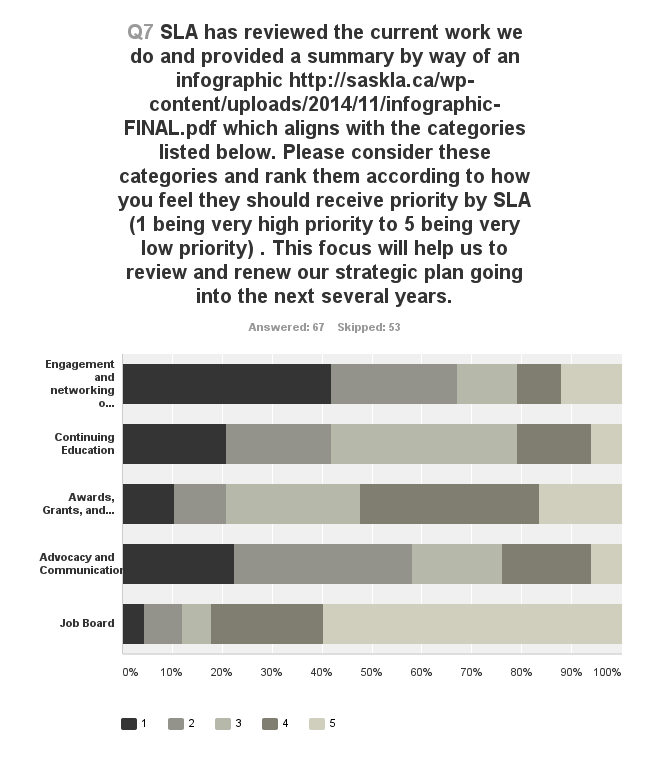 Q7 SLA has reviewed the current work we
do and provided a summary by way of an
infographic http://saskla.ca/wp-
content/uploads/2014/11/infographic-
FINAL.pdf which aligns with the categories
listed below. Please consider these
categories and rank them according to how
you feel they should receive priority by SLA
(1 being very high priority to 5 being very
low priority) . This focus will help us to
review and renew our strategic plan going
into the next several years.
Answered: 67 Skipped: 53
Engagement
and
networking
o...
Continuing
Education
Awards,
Grants, and...
Advocacy and
Communication
Job Board
0% 10% 20% 30% 40% 50% 60% 70% 80% 90% 100%
1 2 3 4 5